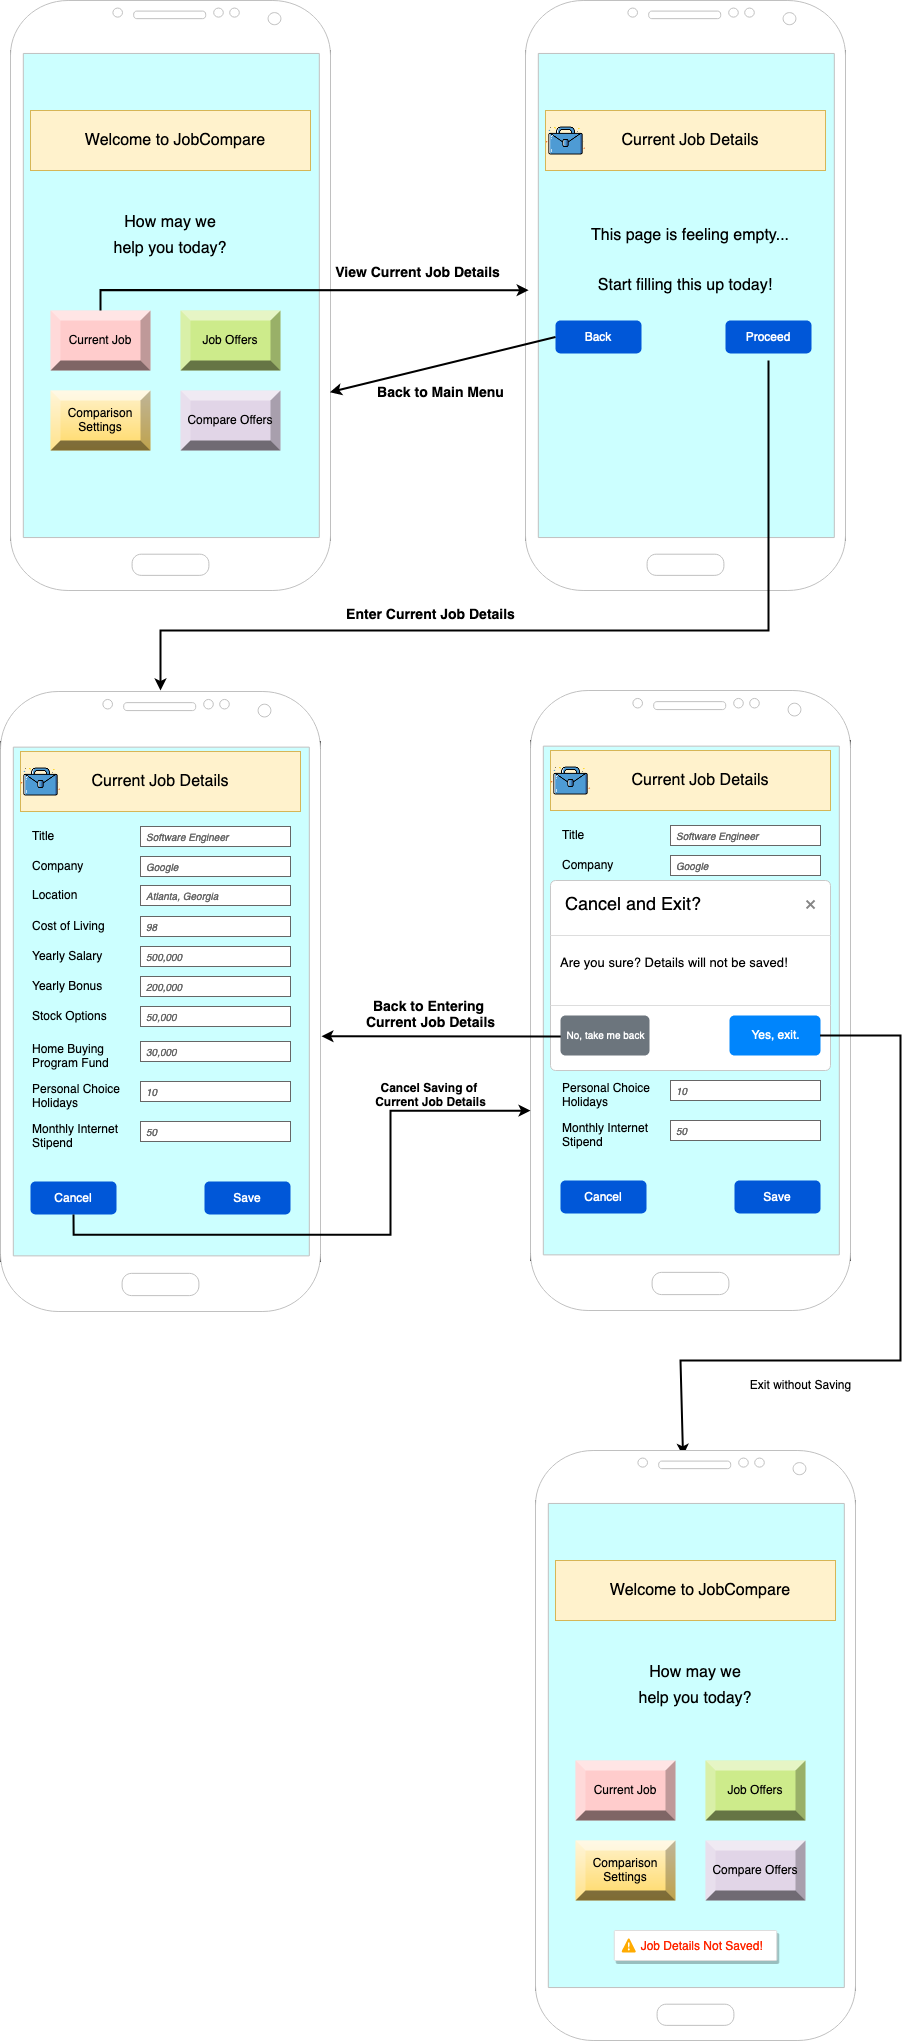 Welcome to JobCompare
How may we
help you today?
Current Job
Job Offers
Comparison
Settings
Compare Offers
View Current Job Details
Back to Main Menu
Current Job Details
This page is feeling empty...
Start filling this up today!
Back
Proceed
Enter Current Job Details
Current Job Details
Title
Software Engineer
Company
Google
Location
Atlanta, Georgia
Cost of Living
98
Yearly Salary
500,000
Yearly Bonus
200,000
Stock Options
50,000
Home Buying
Program Fund
30,000
Personal Choice
Holidays
10
Monthly Internet
Stipend
50
Cancel
Save
Back to Entering
Current Job Details
Cancel Saving of
Current Job Details
Current Job Details
Title
Software Engineer
Company
Google
Cancel and Exit?
×
Are you sure? Details will not be saved!
No, take me back
Yes, exit.
Personal Choice
Holidays
10
Monthly Internet
Stipend
50
Cancel
Save
Exit without Saving
Welcome to JobCompare
How may we
help you today?
Current Job
Job Offers
Comparison
Settings
Compare Offers
Job Details Not Saved!